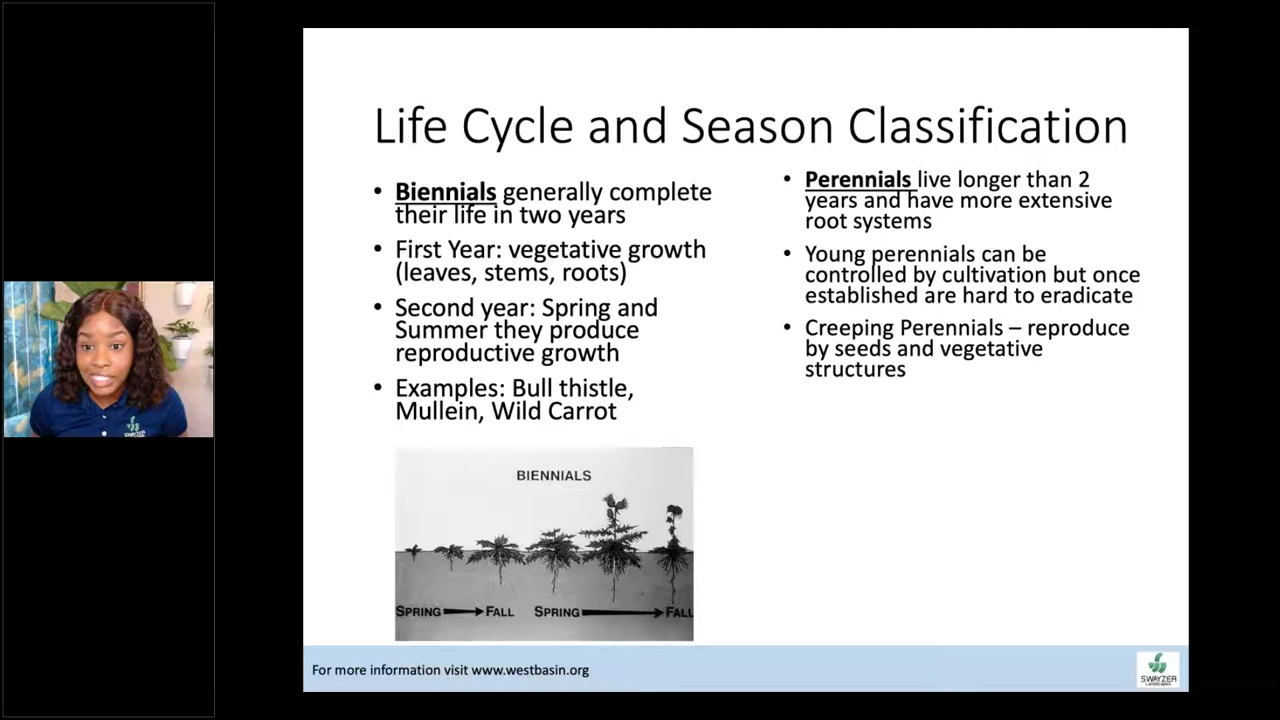 Life Cycle and Season Classification
• Biennials generally complete
their life in two years
• First Year: vegetative growth
(leaves, stems, roots)
• Second year: Spring and
Summer they produce
reproductive growth
• Examples: Bull thistle,
Mullein, Wild Carrot
• Perennials live longer than 2
years and have more extensive
root systems
• Young perennials can be
controlled by cultivation but once
established are hard to eradicate
• Creeping Perennials – reproduce
by seeds and vegetative
structures
BIENNIALS
SPRING FALL SPRING FALL
For more information visit www.westbasin.org
SWAYZER
Landscapes
SWAYZER